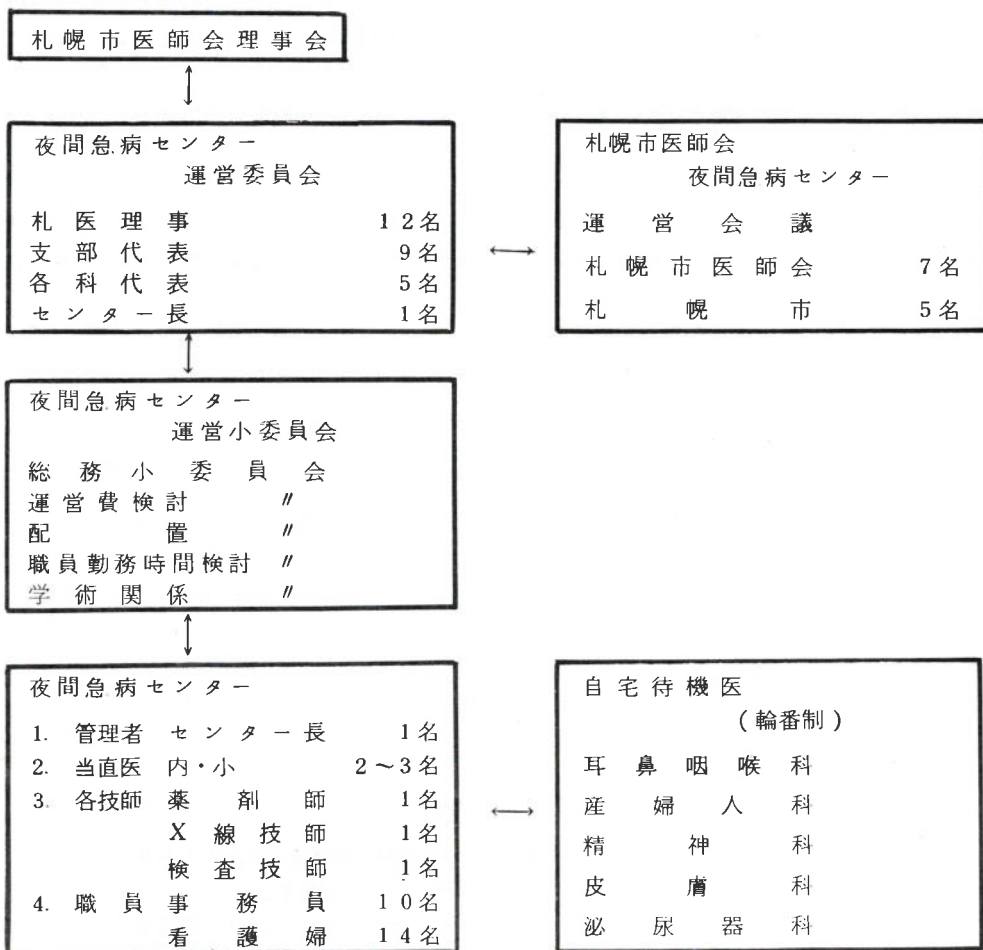 札幌市医師会理事会
夜間急病センター
運営委員会
札医理事 12名
支部代表 9名
各科代表 5名
センター長 1名
札幌市医師会
夜間急病センター
運営会議
札幌市医師会 7名
札幌市 5名
夜間急病センター
運営小委員会
総務小委員会
運営費検討 〃
配置 〃
職員勤務時間検討 〃
学術関係 〃
夜間急病センター
1. 管理者 センター長 1名
2. 当直医 内・小 2～3名
3. 各技師 薬剤師 1名
X線技師 1名
検査技師 1名
4. 職員 事務員 10名
看護婦 14名
自宅待機医
(輪番制)
耳鼻咽喉科
産婦人科
精神科
皮膚科
泌尿器科